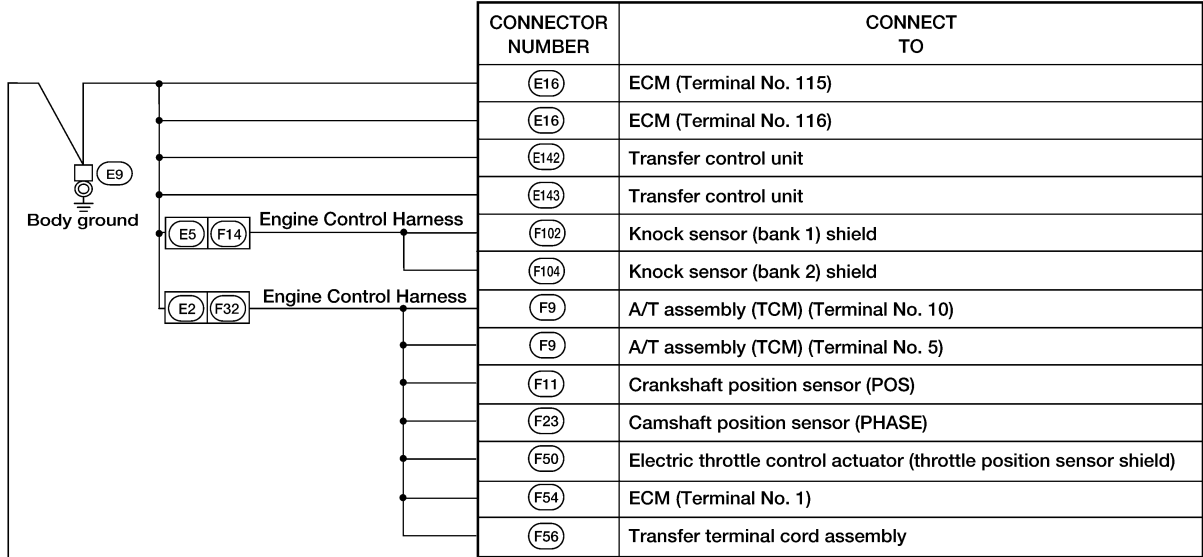 CONNECTOR NUMBER
CONNECT TO
E16 ECM (Terminal No. 115)
E16 ECM (Terminal No. 116)
E142 Transfer control unit
E9
E143 Transfer control unit
Body ground
E5 F14 Engine Control Harness
F102 Knock sensor (bank 1) shield
F104 Knock sensor (bank 2) shield
E2 F32 Engine Control Harness
F9 A/T assembly (TCM) (Terminal No. 10)
F9 A/T assembly (TCM) (Terminal No. 5)
F11 Crankshaft position sensor (POS)
F23 Camshaft position sensor (PHASE)
F50 Electric throttle control actuator (throttle position sensor shield)
F54 ECM (Terminal No. 1)
F56 Transfer terminal cord assembly